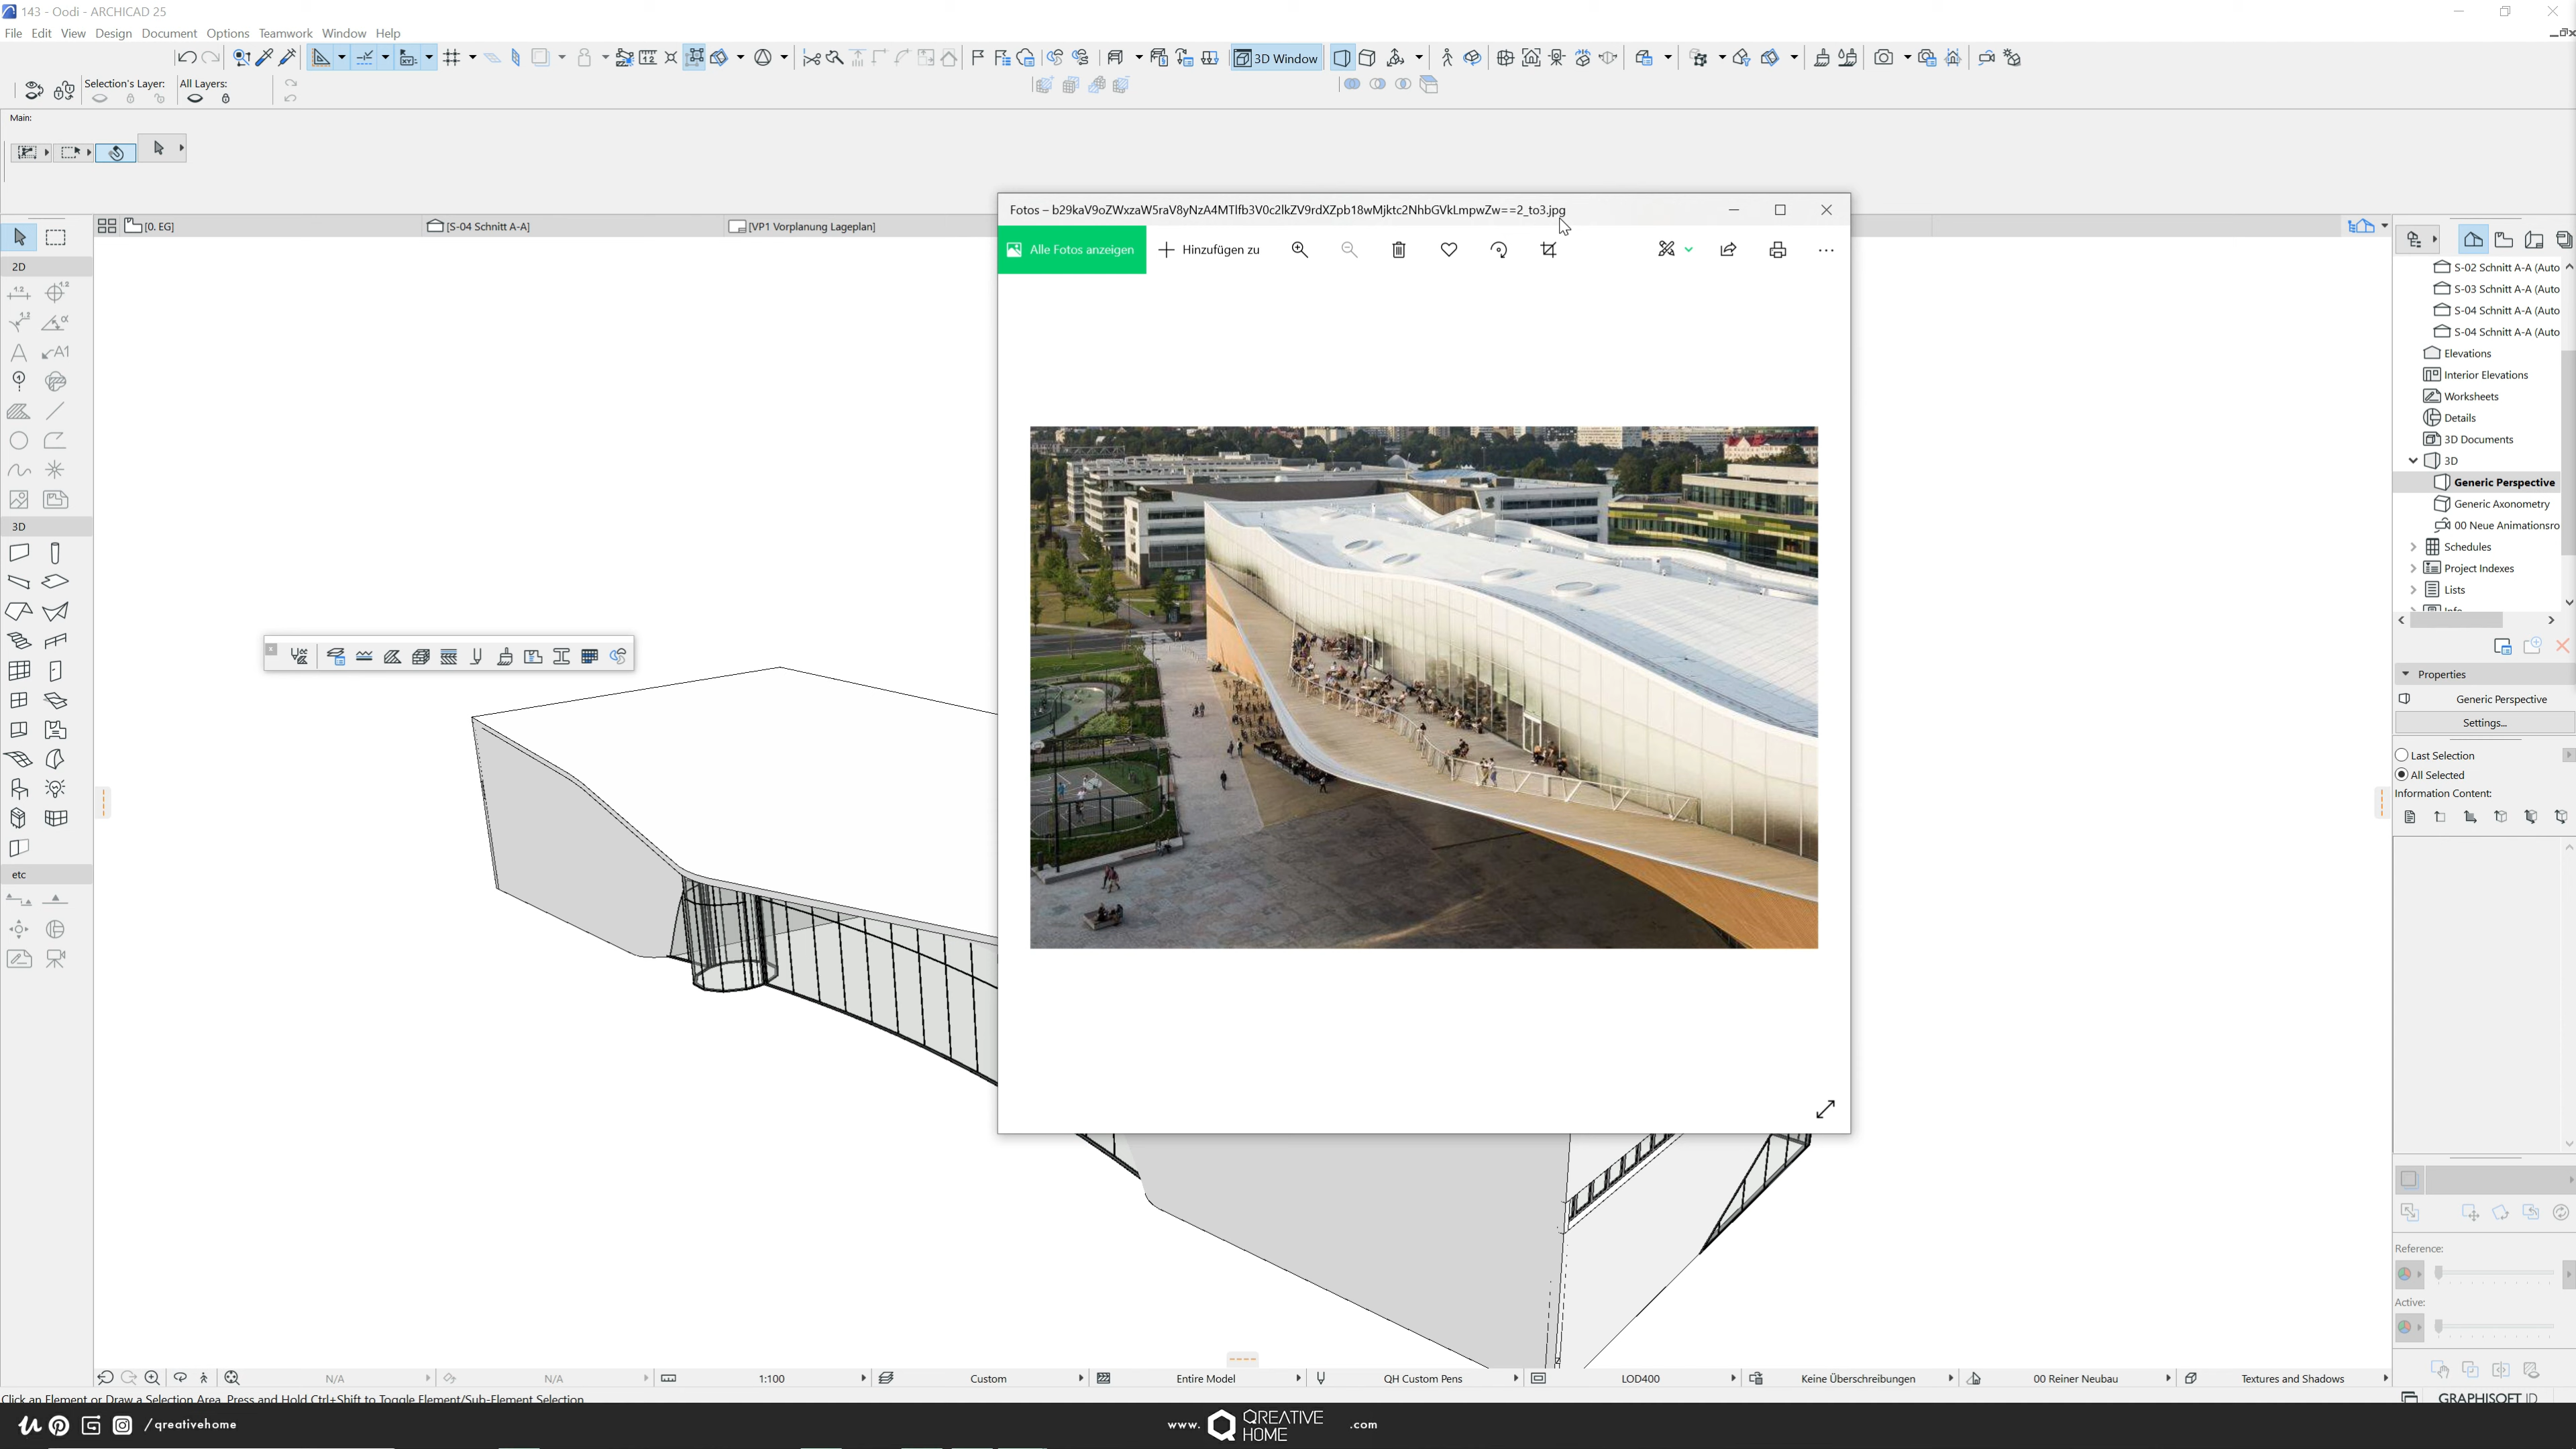 143 - Oodi - ARCHICAD 25
File Edit View Design Document Options Teamwork Window Help
3D Window
Selection's Layer: All Layers:
Main:
[0. EG] [S-04 Schnitt A-A] [VP1 Vorplanung Lageplan]
2D
3D
etc
Fotos – b29kaV9oZWxzaW5raV8yNzA4MTlfb3V0c2lkZV9rdXZpb18wMjktc2NhbGVkLmpwZw==2_to3.jpg
Alle Fotos anzeigen Hinzufügen zu
S-02 Schnitt A-A (Auto
S-03 Schnitt A-A (Auto
S-04 Schnitt A-A (Auto
S-04 Schnitt A-A (Auto
Elevations
Interior Elevations
Worksheets
Details
3D Documents
3D
Generic Perspective
Generic Axonometry
00 Neue Animationsro
Schedules
Project Indexes
Lists
Info
Properties
Generic Perspective
Settings...
Last Selection
All Selected
Information Content:
Reference:
Active:
N/A N/A 1:100 Custom Entire Model QH Custom Pens LOD400 Keine Überschreibungen 00 Reiner Neubau Textures and Shadows
Click an Element or Draw a Selection Area. Press and Hold Ctrl+Shift to Toggle Element/Sub-Element Selection.
GRAPHISOFT ID
/qreativehome
www. QREATIVE HOME .com